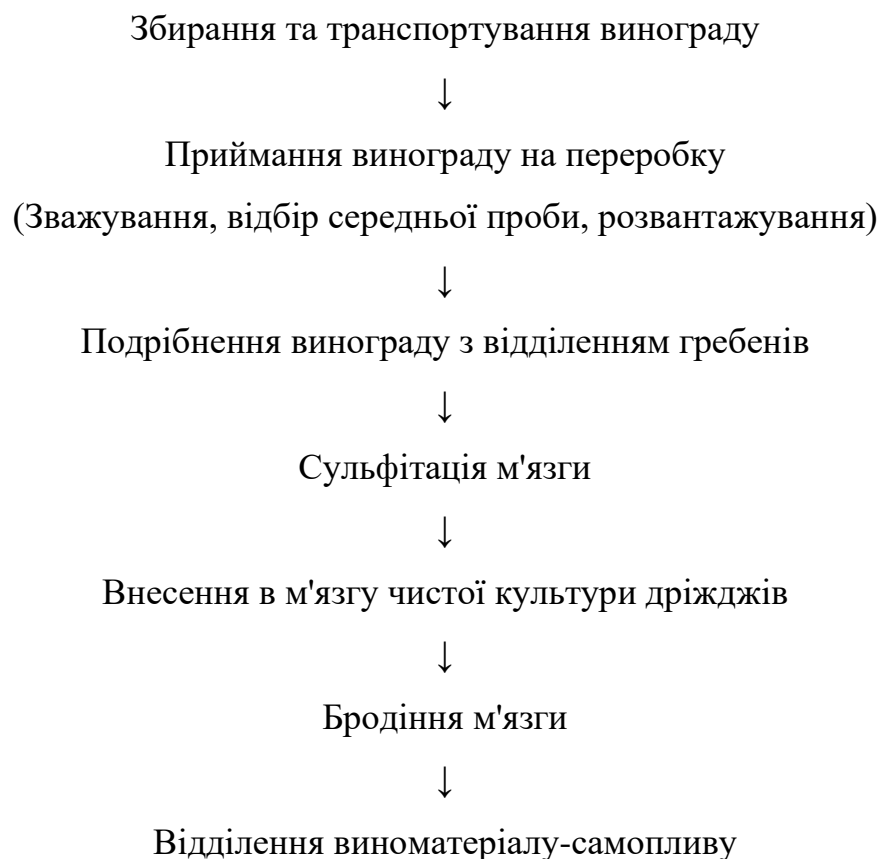 Збирання та транспортування винограду
↓
Приймання винограду на переробку
(Зважування, відбір середньої проби, розвантажування)
↓
Подрібнення винограду з відділенням гребенів
↓
Сульфітація м'язги
↓
Внесення в м'язгу чистої культури дріжджів
↓
Бродіння м'язги
↓
Відділення виноматеріалу-самопливу